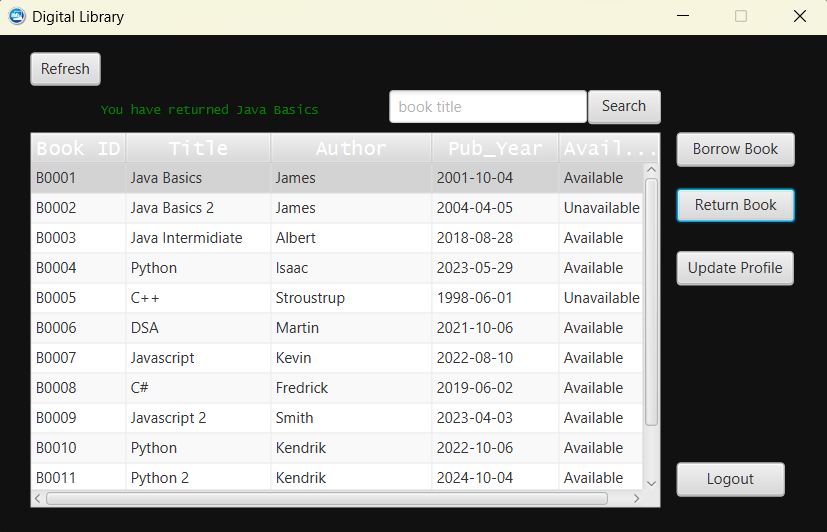 Digital Library
Refresh
You have returned Java Basics
book title
Search
Book ID Title Author Pub_Year Avail...
B0001 Java Basics James 2001-10-04 Available
B0002 Java Basics 2 James 2004-04-05 Unavailable
B0003 Java Intermidiate Albert 2018-08-28 Available
B0004 Python Isaac 2023-05-29 Available
B0005 C++ Stroustrup 1998-06-01 Unavailable
B0006 DSA Martin 2021-10-06 Available
B0007 Javascript Kevin 2022-08-10 Available
B0008 C# Fredrick 2019-06-02 Available
B0009 Javascript 2 Smith 2023-04-03 Available
B0010 Python Kendrik 2022-10-06 Available
B0011 Python 2 Kendrik 2024-10-04 Available
Borrow Book
Return Book
Update Profile
Logout